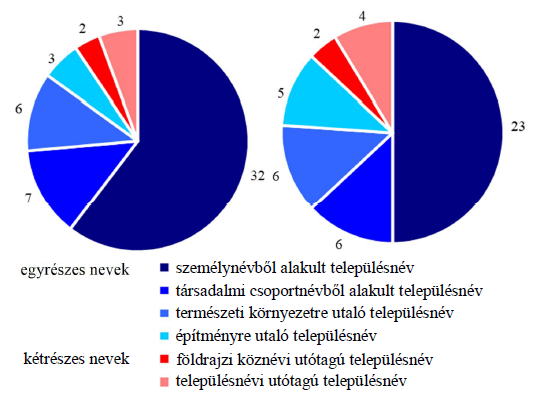 3
2
3
6
7
32
4
2
5
6
6
23
egyrészes nevek
személynévből alakult településnév
társadalmi csoportnévből alakult településnév
természeti környezetre utaló településnév
építményre utaló településnév
kétrészes nevek
földrajzi köznévi utótagú településnév
településnévi utótagú településnév